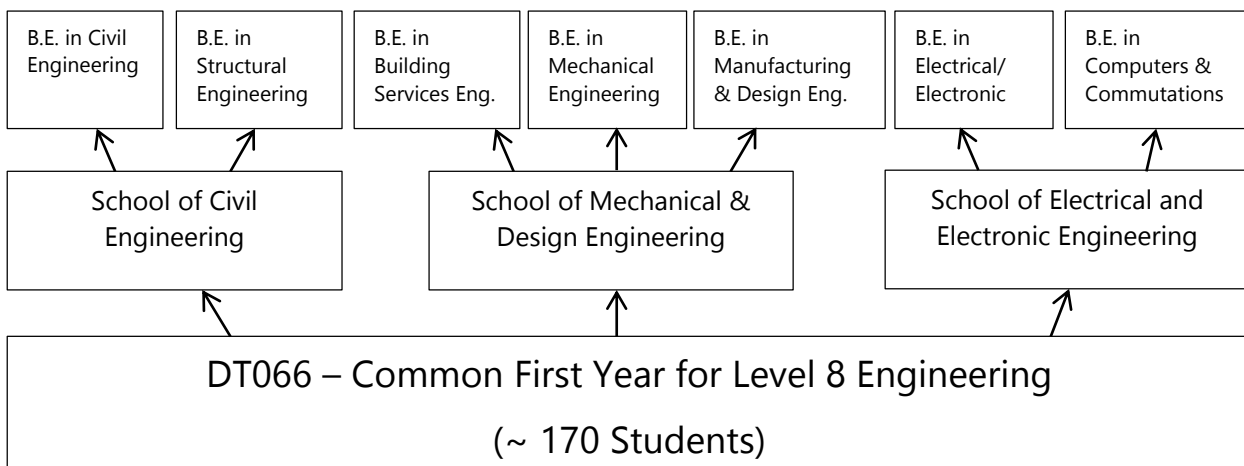 B.E. in Civil
Engineering
B.E. in
Structural
Engineering
B.E. in
Building
Services Eng.
B.E. in
Mechanical
Engineering
B.E. in
Manufacturing
& Design Eng.
B.E. in
Electrical/
Electronic
B.E. in
Computers &
Commutations
School of Civil
Engineering
School of Mechanical &
Design Engineering
School of Electrical and
Electronic Engineering
DT066 – Common First Year for Level 8 Engineering
(~ 170 Students)